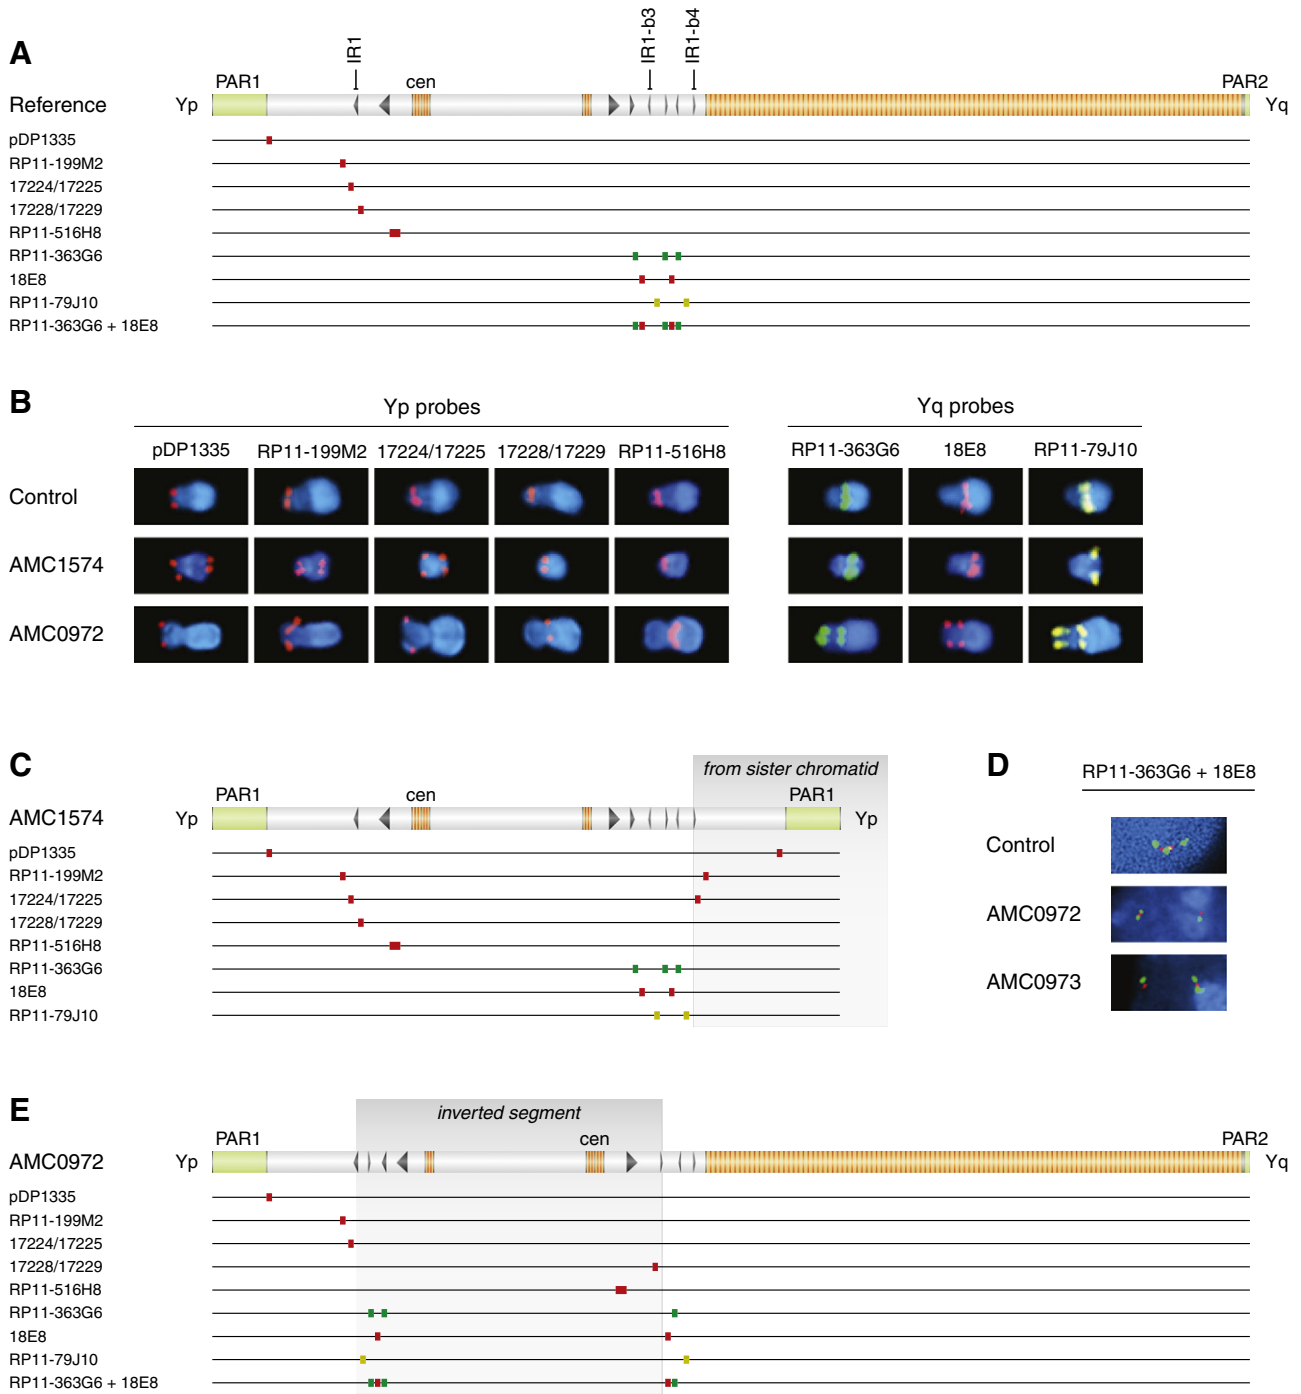 A
IR1
IR1-b3
IR1-b4
PAR1
cen
PAR2
Reference
Yp
Yq
pDP1335
RP11-199M2
17224/17225
17228/17229
RP11-516H8
RP11-363G6
18E8
RP11-79J10
RP11-363G6 + 18E8
B
Yp probes
Yq probes
pDP1335
RP11-199M2
17224/17225
17228/17229
RP11-516H8
RP11-363G6
18E8
RP11-79J10
Control
AMC1574
AMC0972
C
from sister chromatid
PAR1
cen
PAR1
AMC1574
Yp
Yp
pDP1335
RP11-199M2
17224/17225
17228/17229
RP11-516H8
RP11-363G6
18E8
RP11-79J10
D
RP11-363G6 + 18E8
Control
AMC0972
AMC0973
E
inverted segment
PAR1
cen
PAR2
AMC0972
Yp
Yq
pDP1335
RP11-199M2
17224/17225
17228/17229
RP11-516H8
RP11-363G6
18E8
RP11-79J10
RP11-363G6 + 18E8